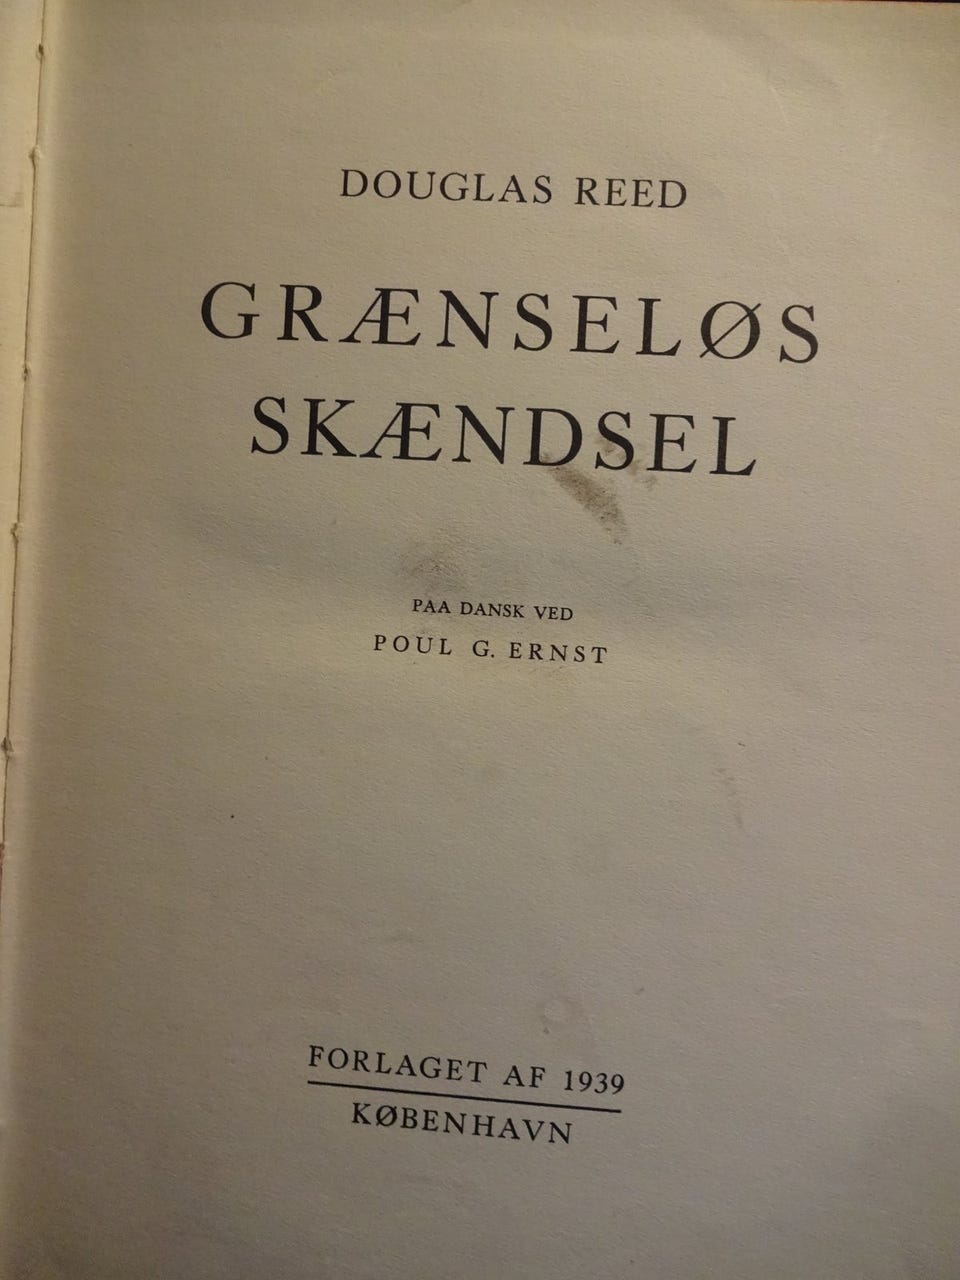 DOUGLAS REED
GRÆNSELØS
SKÆNDSEL
PAA DANSK VED
POUL G. ERNST
FORLAGET AF 1939
KØBENHAVN